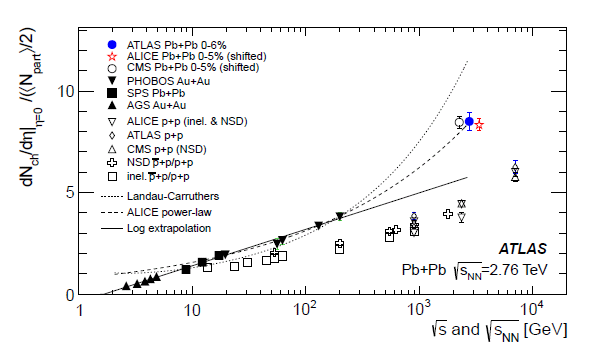 dN_ch/dη|_η=0 /(⟨N_part⟩/2)
10
5
0
ATLAS Pb+Pb 0-6%
ALICE Pb+Pb 0-5% (shifted)
CMS Pb+Pb 0-5% (shifted)
PHOBOS Au+Au
SPS Pb+Pb
AGS Au+Au
ALICE p+p (inel. & NSD)
ATLAS p+p
CMS p+p (NSD)
NSD p̅+p/p+p
inel. p̅+p/p+p
Landau-Carruthers
ALICE power-law
Log extrapolation
ATLAS
Pb+Pb √s_NN=2.76 TeV
1 10 10² 10³ 10⁴
√s and √s_NN [GeV]